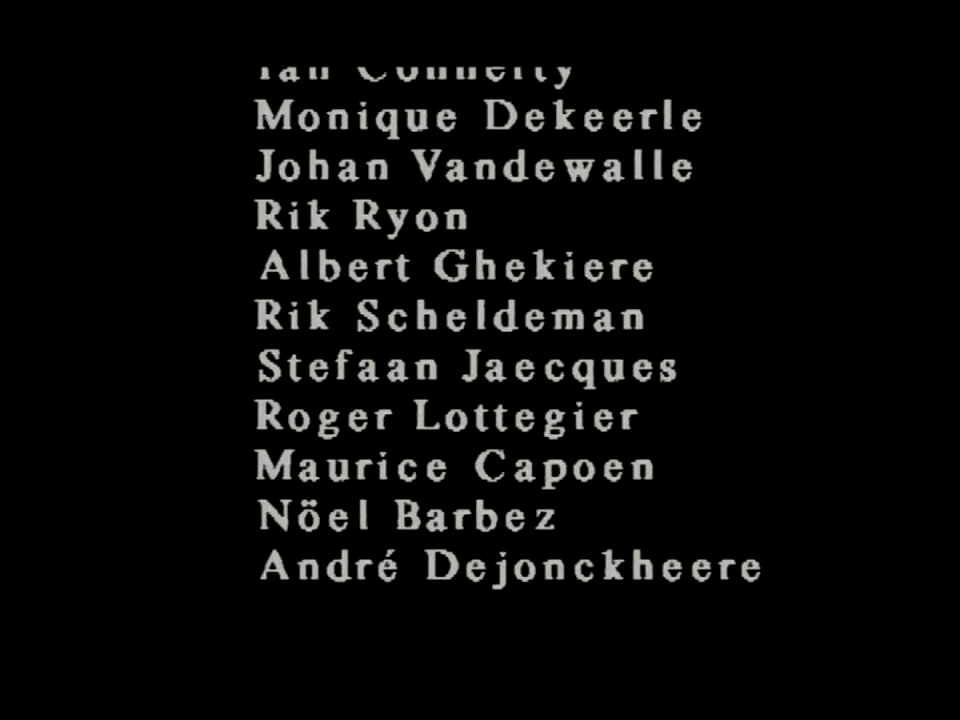 Ian
Monique Dekeerle
Johan Vandewalle
Rik Ryon
Albert Ghekiere
Rik Scheldeman
Stefaan Jaecques
Roger Lottegier
Maurice Capoen
Nöel Barbez
André Dejonckheere